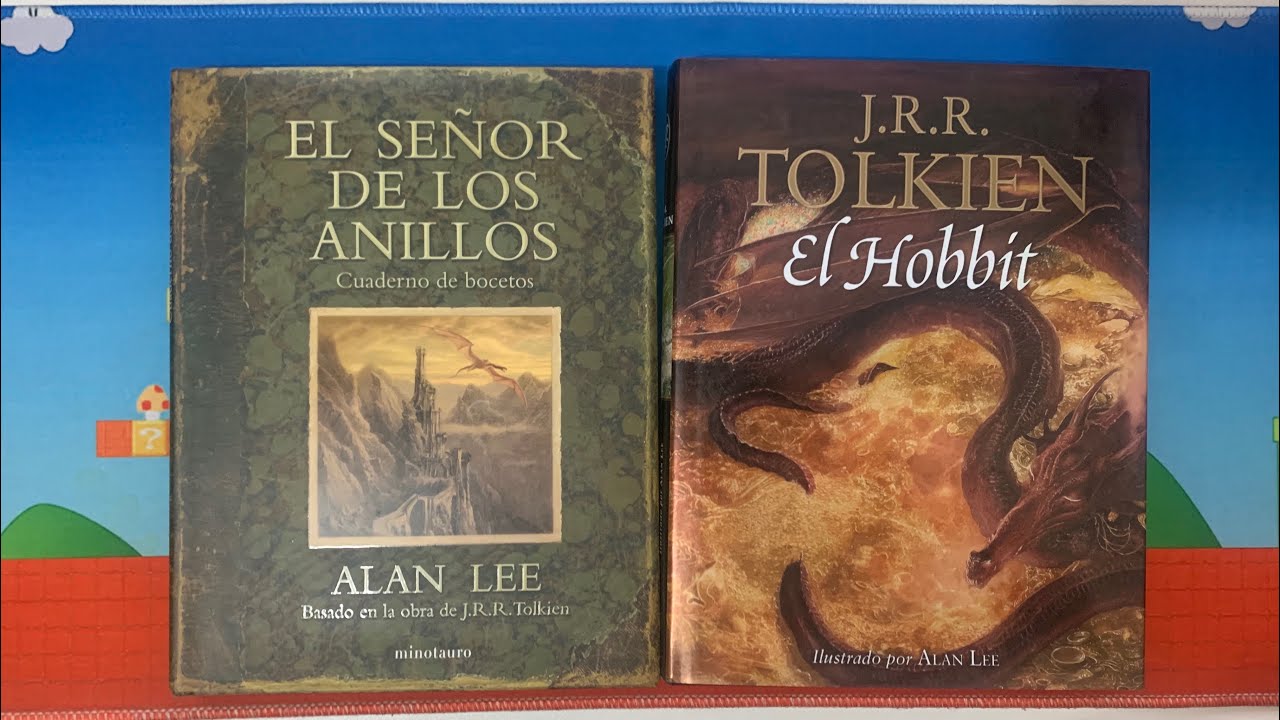 EL SEÑOR
DE LOS
ANILLOS
Cuaderno de bocetos
ALAN LEE
Basado en la obra de J.R.R.Tolkien
minotauro
J.R.R.
TOLKIEN
El Hobbit
Ilustrado por ALAN LEE
?